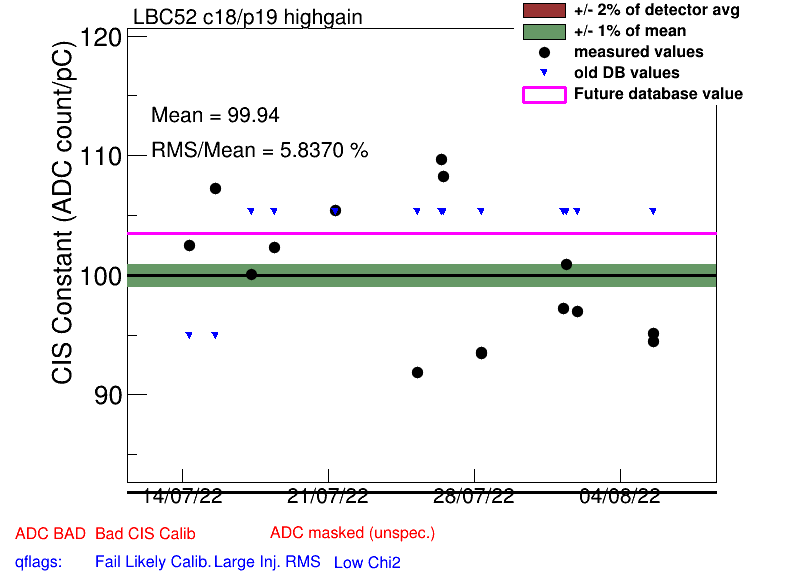 LBC52 c18/p19 highgain
+/- 2% of detector avg
+/- 1% of mean
measured values
old DB values
Future database value
Mean = 99.94
RMS/Mean = 5.8370 %
CIS Constant (ADC count/pC)
120
110
100
90
14/07/22 21/07/22 28/07/22 04/08/22
ADC BAD Bad CIS Calib ADC masked (unspec.)
qflags: Fail Likely Calib. Large Inj. RMS Low Chi2